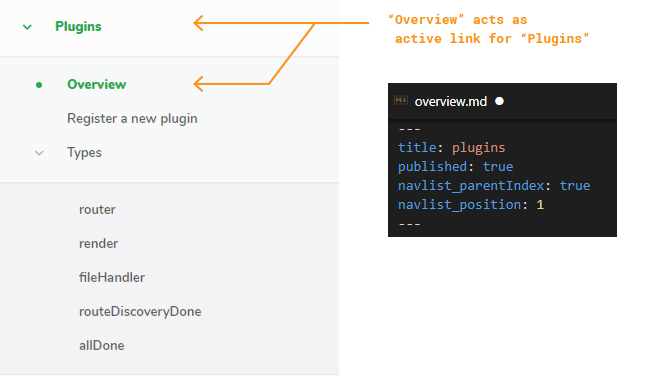 Plugins
Overview
Register a new plugin
Types
router
render
fileHandler
routeDiscoveryDone
allDone
“Overview” acts as
active link for “Plugins”
M↓ overview.md
---
title: plugins
published: true
navlist_parentIndex: true
navlist_position: 1
---